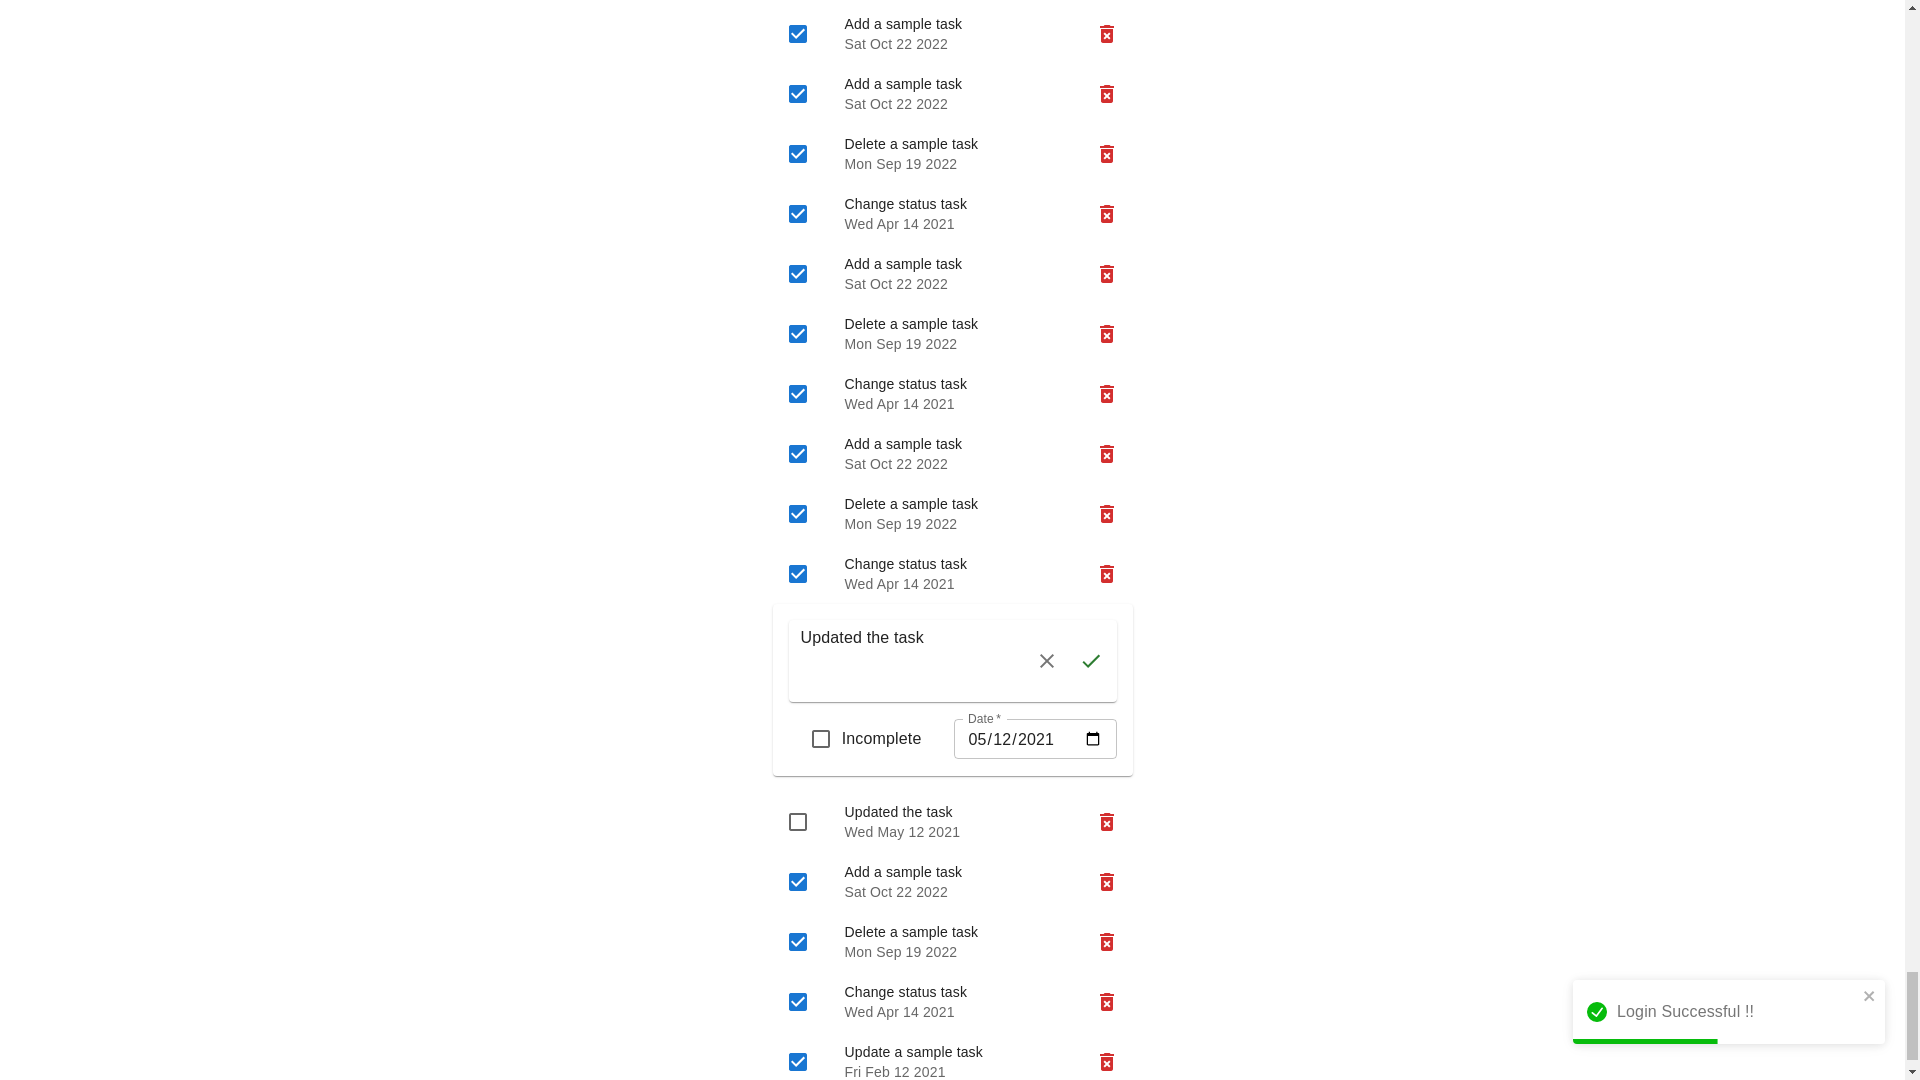 Add a sample task
Sat Oct 22 2022
Add a sample task
Sat Oct 22 2022
Delete a sample task
Mon Sep 19 2022
Change status task
Wed Apr 14 2021
Add a sample task
Sat Oct 22 2022
Delete a sample task
Mon Sep 19 2022
Change status task
Wed Apr 14 2021
Add a sample task
Sat Oct 22 2022
Delete a sample task
Mon Sep 19 2022
Change status task
Wed Apr 14 2021
Updated the task
Date *
Incomplete 05/12/2021
Updated the task
Wed May 12 2021
Add a sample task
Sat Oct 22 2022
Delete a sample task
Mon Sep 19 2022
Change status task
Wed Apr 14 2021
Login Successful !!
Update a sample task
Fri Feb 12 2021